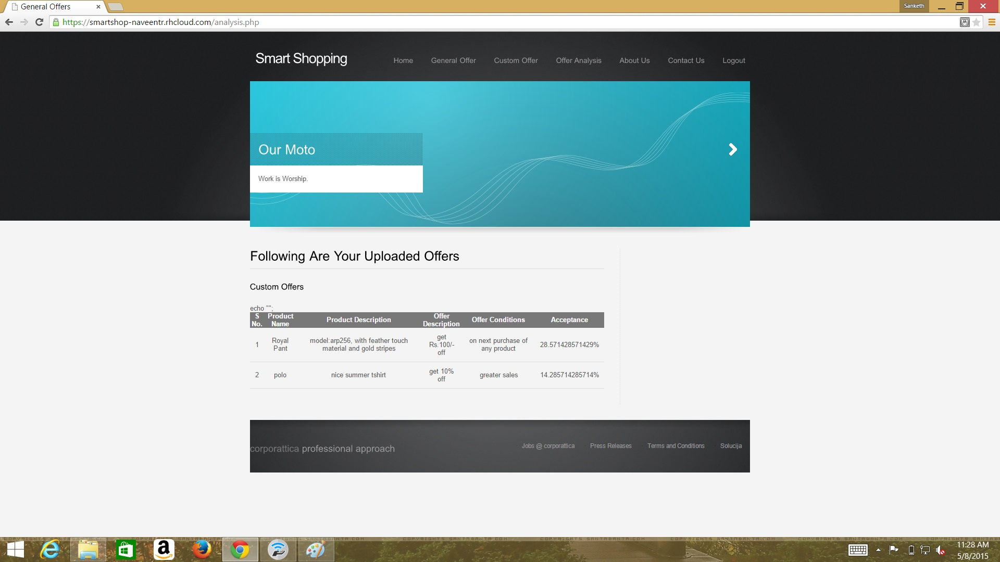 General Offers
Sanketh
https://smartshop-naveentr.rhcloud.com/analysis.php
Smart Shopping
Home
General Offer
Custom Offer
Offer Analysis
About Us
Contact Us
Logout
Our Moto
Work is Worship.
Following Are Your Uploaded Offers
Custom Offers
echo "";
S No.
Product Name
Product Description
Offer Description
Offer Conditions
Acceptance
1
Royal
Pant
model:arp256, with feather touch
material and gold stripes
get
Rs.100/-
off
on next purchase of
any product
28.571428571429%
2
polo
nice summer tshirt
get 10%
off
greater sales
14.285714285714%
corporattica professional approach
Jobs @ corporattica
Press Releases
Terms and Conditions
Solucija
11:28 AM
5/8/2015